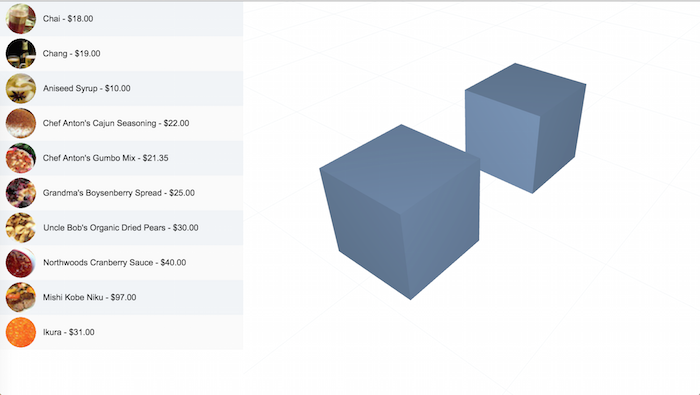 Chai - $18.00
Chang - $19.00
Aniseed Syrup - $10.00
Chef Anton's Cajun Seasoning - $22.00
Chef Anton's Gumbo Mix - $21.35
Grandma's Boysenberry Spread - $25.00
Uncle Bob's Organic Dried Pears - $30.00
Northwoods Cranberry Sauce - $40.00
Mishi Kobe Niku - $97.00
Ikura - $31.00